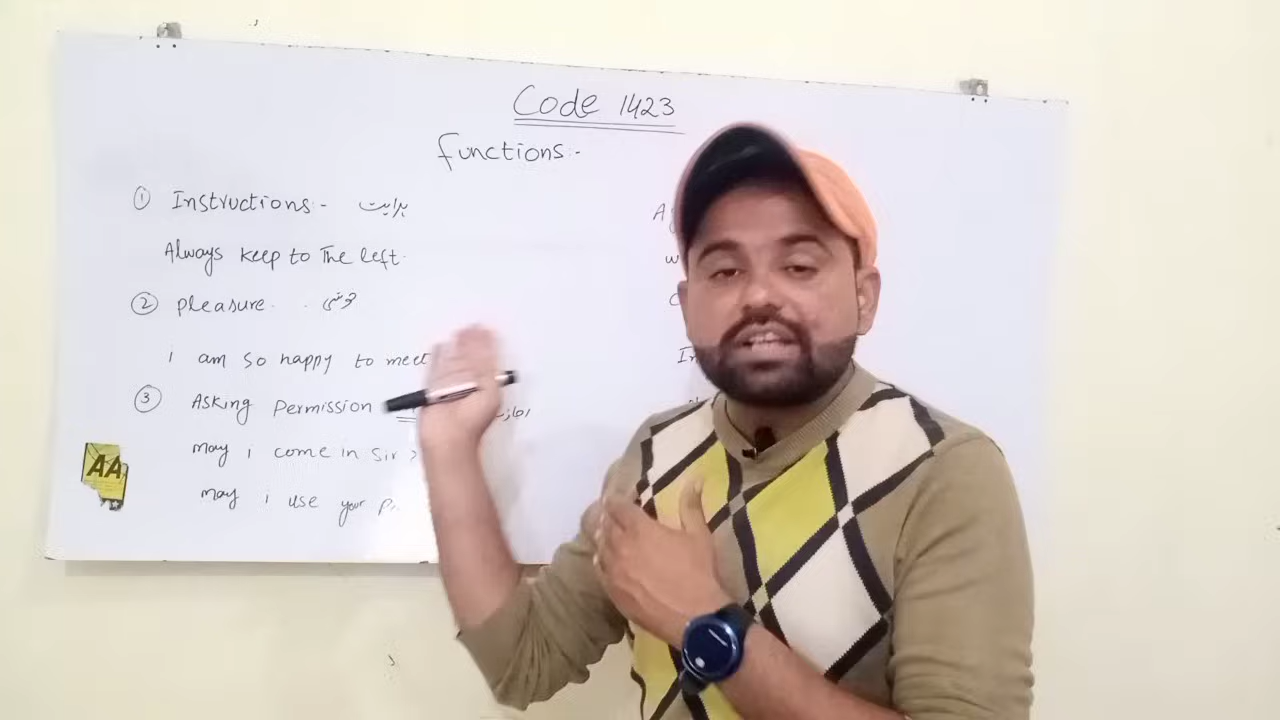 Code 1423
Functions:-
① Instructions:- ہدایت
Always keep to The left.
② pleasure. خوشی
i am so happy to meet
③ Asking Permission
may i come in Sir ?
may i use your
AA